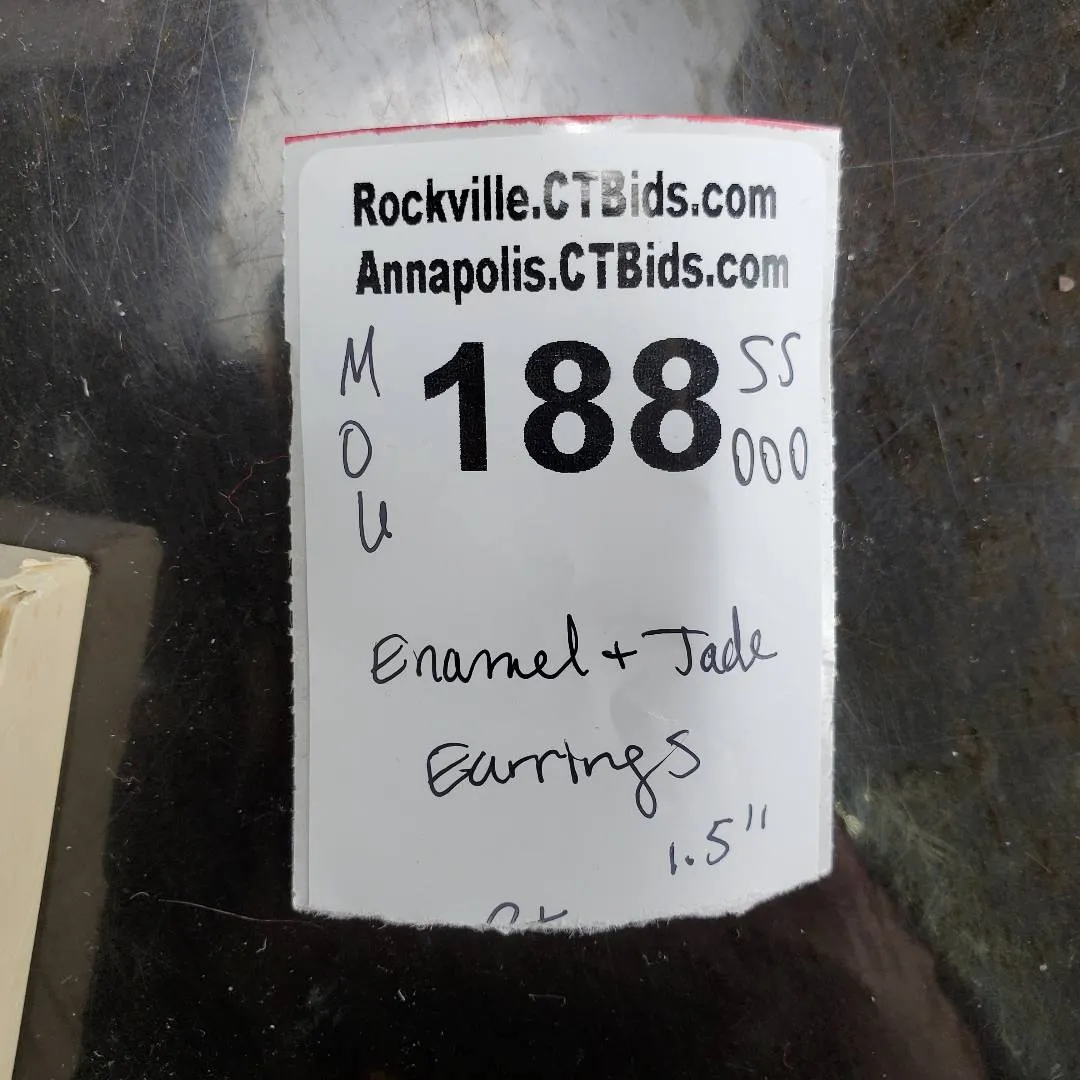 Rockville.CTBids.com
Annapolis.CTBids.com
M 188 SS
O 000
U
Enamel + Jade
Earrings
1.5"